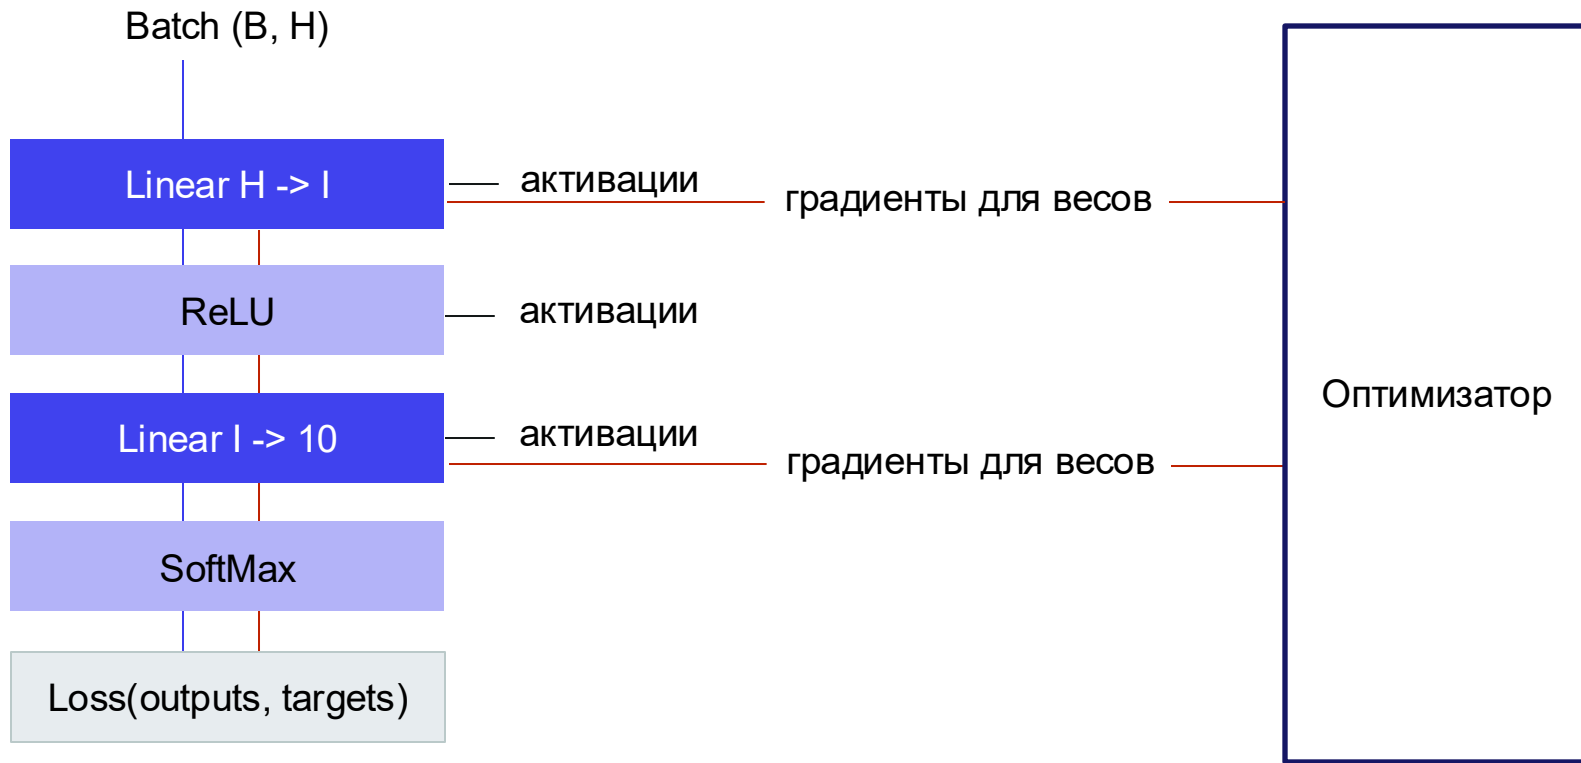 Batch (B, H)
Linear H -> I
активации
градиенты для весов
ReLU
активации
Оптимизатор
Linear I -> 10
активации
градиенты для весов
SoftMax
Loss(outputs, targets)